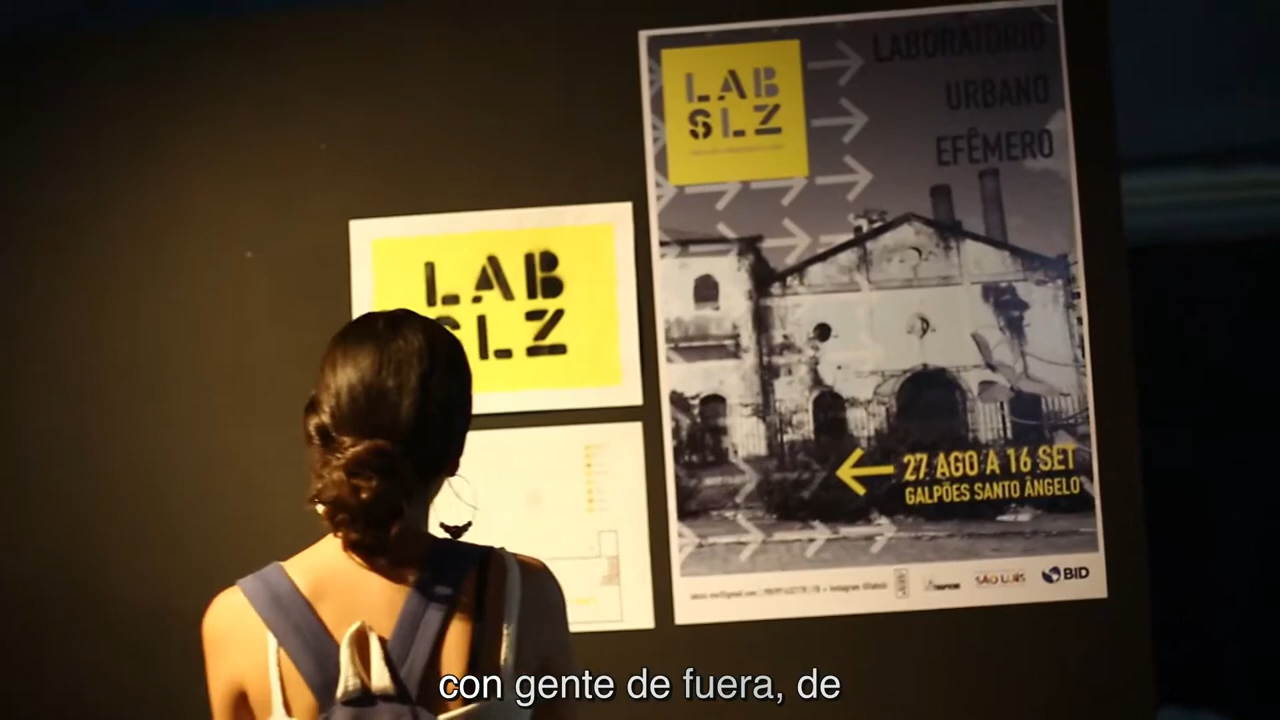 LAB
SLZ
LABORATÓRIO
URBANO
EFÊMERO
LAB
SLZ
27 AGO A 16 SET
GALPÕES SANTO ÂNGELO
SÃO LUÍS
BID
con gente de fuera, de